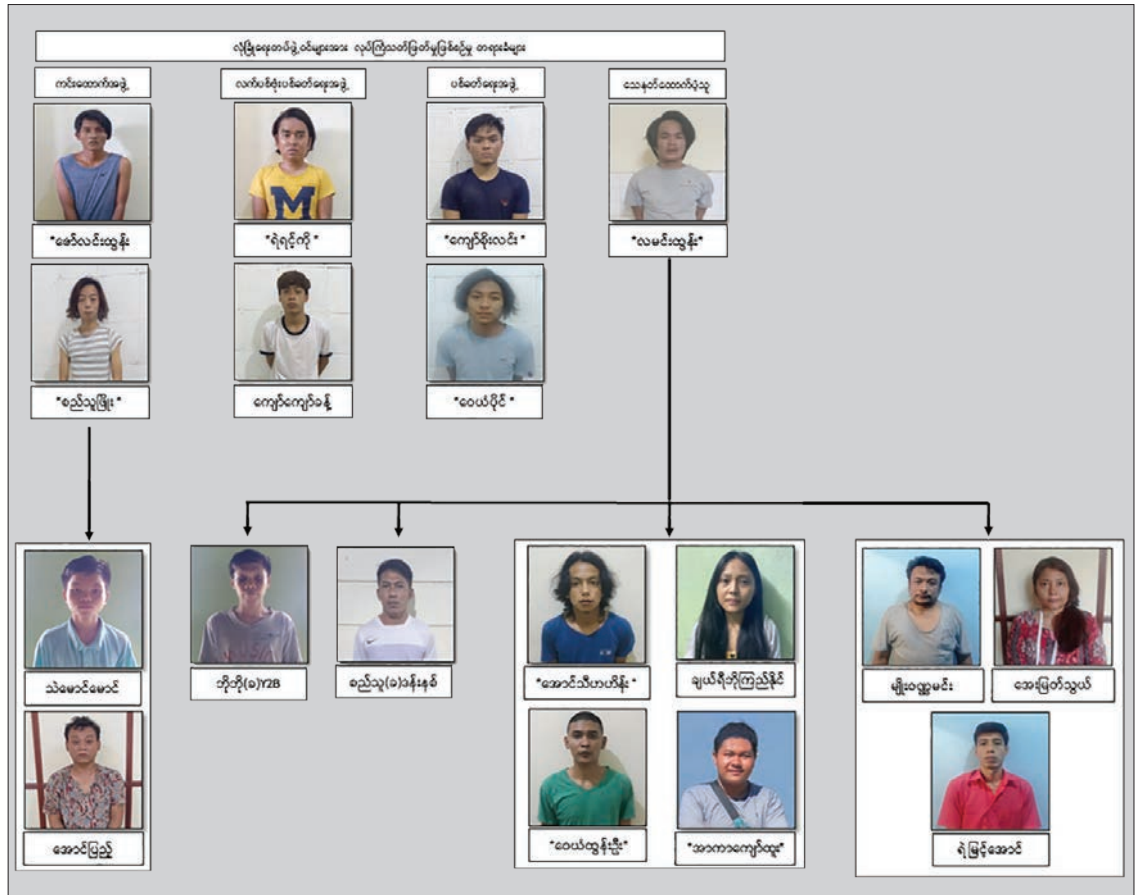 လုံခြုံရေးတပ်ဖွဲ့ဝင်များအား လုပ်ကြံသတ်ဖြတ်မှုဖြစ်စဉ်မှ တရားခံများ
ကင်းထောက်အဖွဲ့
လက်ပစ်ဗုံးပစ်ခတ်ရေးအဖွဲ့
ပစ်ခတ်ရေးအဖွဲ့
သေနတ်ထောက်ပံ့သူ
M
"ဇော်လင်းထွန်း
"ရဲရင့်ကို "
"ကျော်စိုးလင်း "
"လမင်းထွန်း"
"စည်သူဖြိုး "
ကျော်ကျော်ခန့်
"ဝေယံပိုင် "
သဲမောင်မောင်
ဘိုဘို(ခ)Y2B
စည်သူ(ခ)ဒန်းနစ်
"အောင်သီဟဟိန်း "
ချယ်ရီဘိုကြည်နိုင်
မျိုးဝဏ္ဏမင်း
အေးမြတ်သွယ်
အောင်ပြည့်
"ဝေယံထွန်းဦး"
"အာကာကျော်ထူး"
ရဲမြင့်အောင်